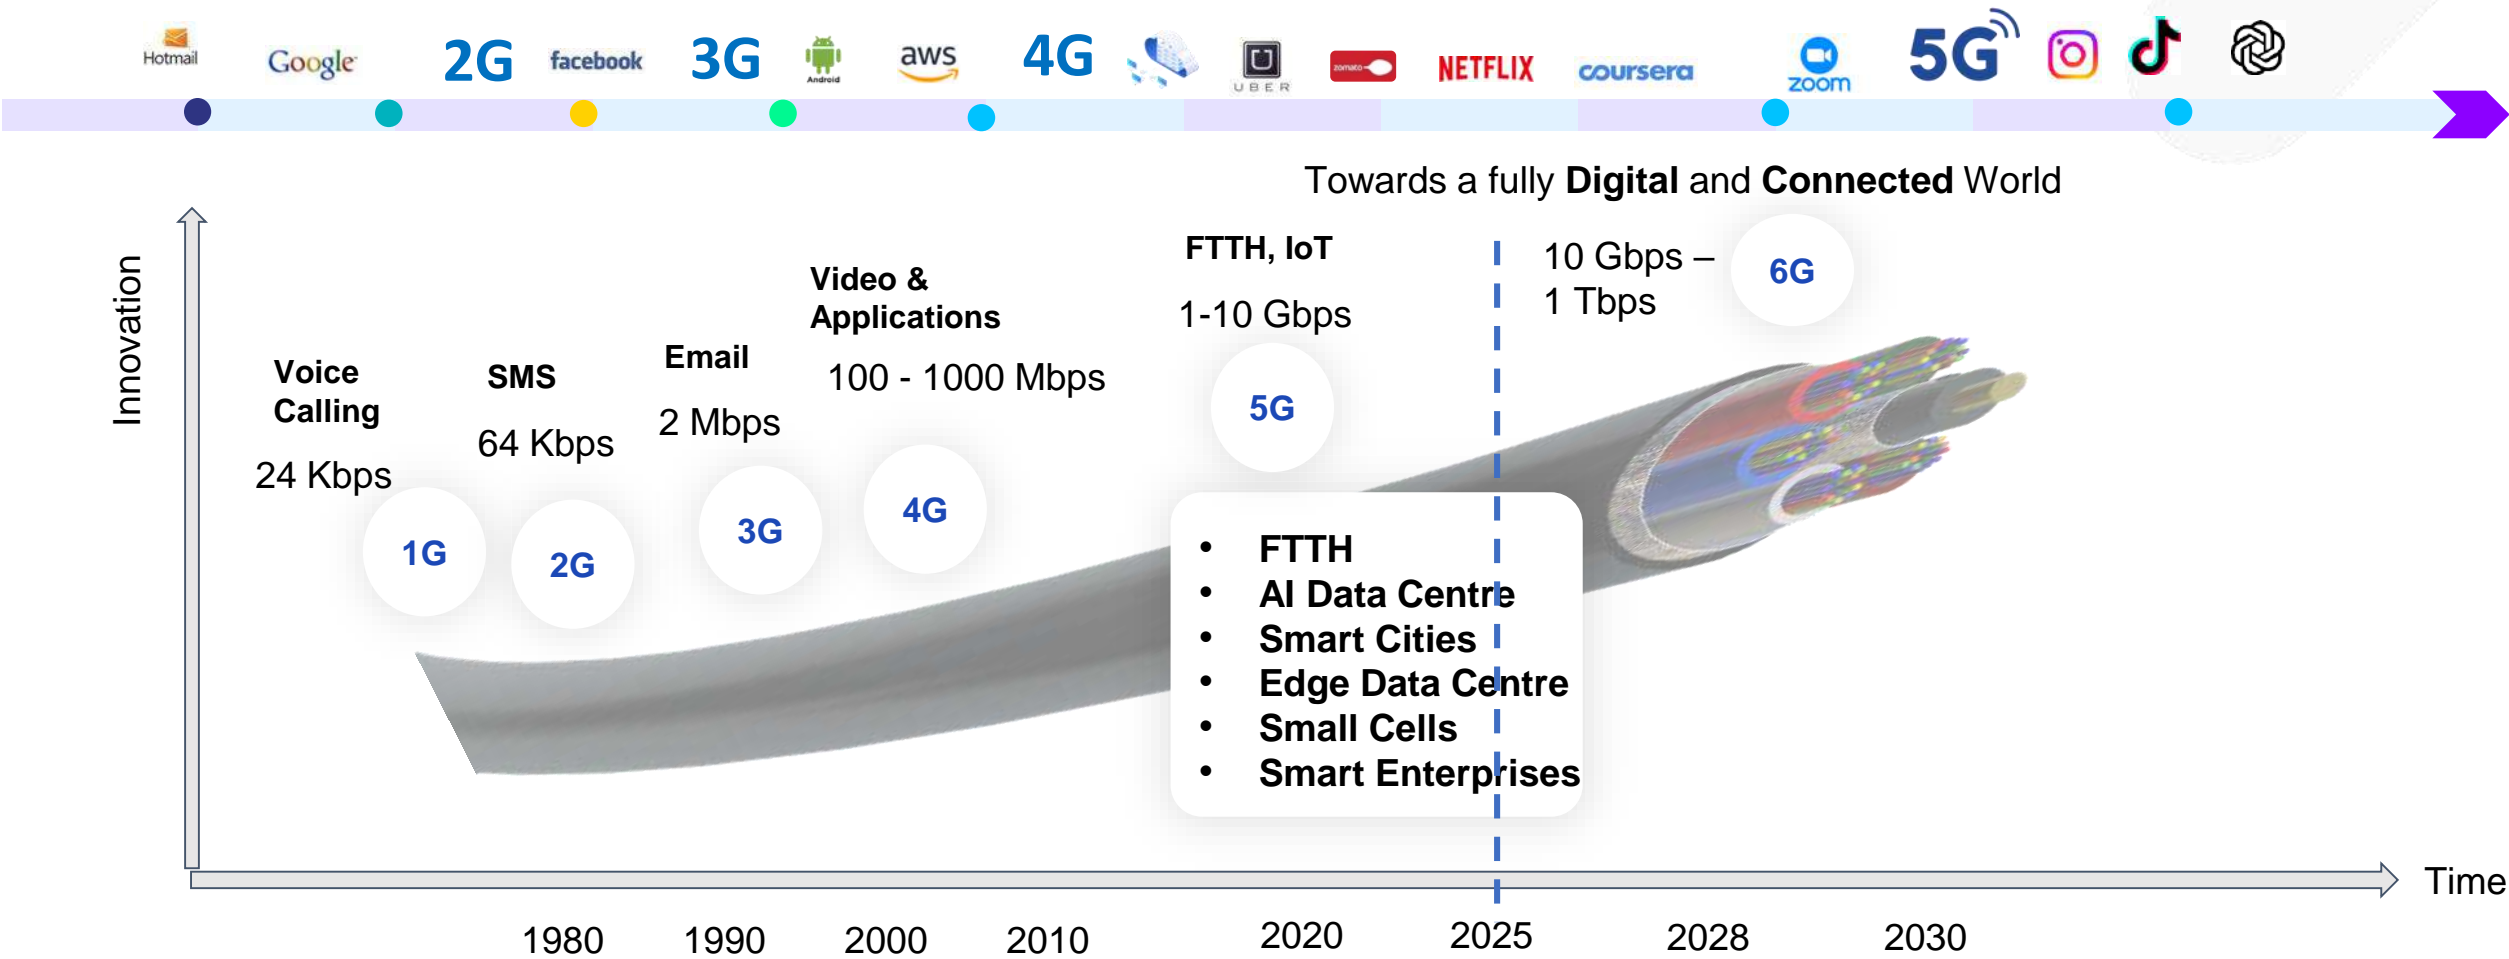 Hotmail
Google
2G
facebook
3G
Android
aws
4G
UBER
zomato
NETFLIX
coursera
zoom
5G
Towards a fully Digital and Connected World
Innovation
Voice
Calling
24 Kbps
1G
SMS
64 Kbps
2G
Email
2 Mbps
3G
Video &
Applications
100 - 1000 Mbps
4G
FTTH, IoT
1-10 Gbps
5G
10 Gbps –
1 Tbps
6G
• FTTH
• AI Data Centre
• Smart Cities
• Edge Data Centre
• Small Cells
• Smart Enterprises
Time
1980 1990 2000 2010 2020 2025 2028 2030